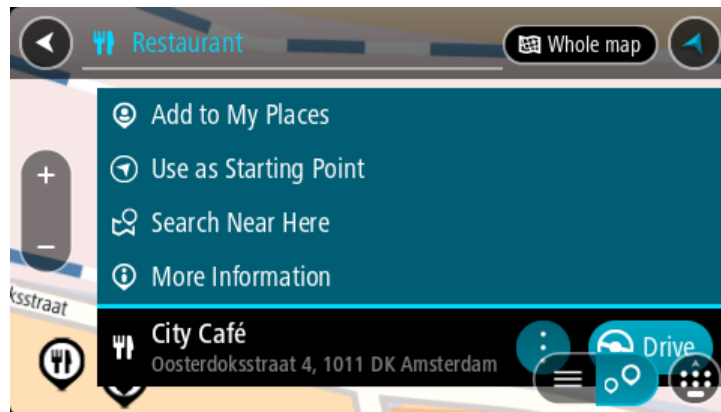 Restaurant
Whole map
Add to My Places
Use as Starting Point
Search Near Here
More Information
ksstraat
City Café
Oosterdoksstraat 4, 1011 DK Amsterdam
Drive